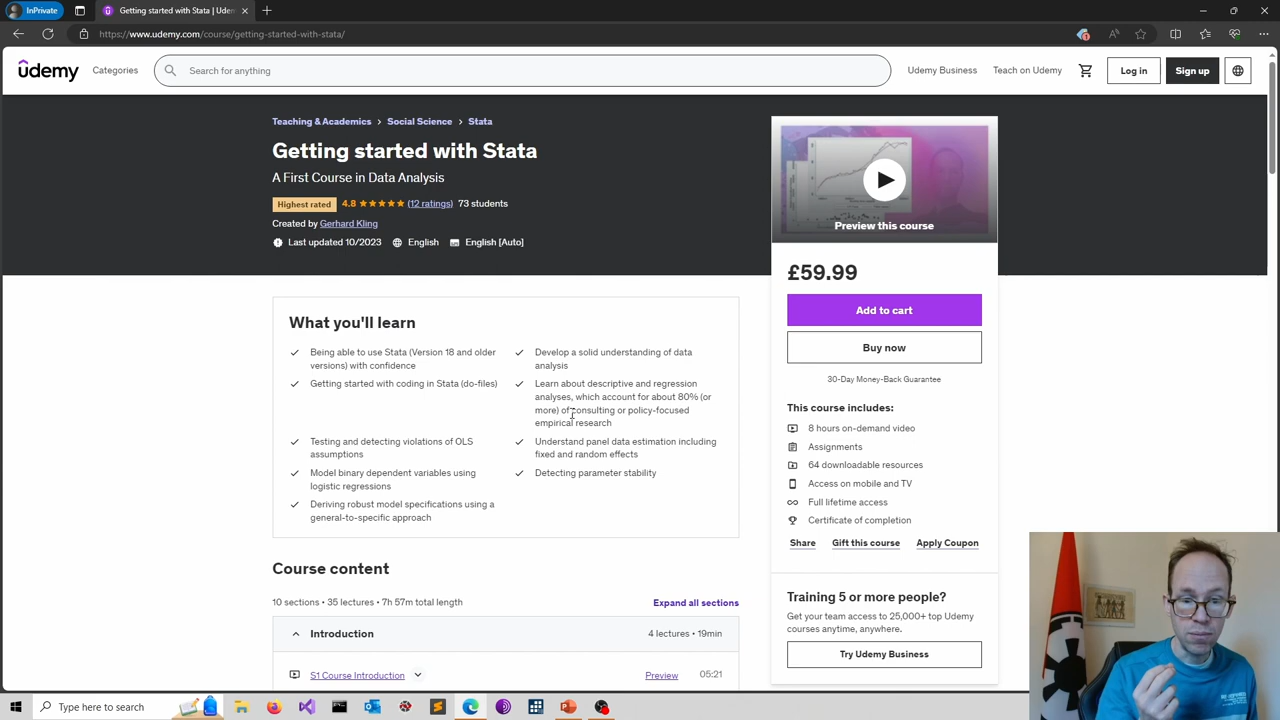 InPrivate
Getting started with Stata | Uden
https://www.udemy.com/course/getting-started-with-stata/
udemy
Categories
Search for anything
Udemy Business
Teach on Udemy
Log in
Sign up
Teaching & Academics > Social Science > Stata
Getting started with Stata
A First Course in Data Analysis
Highest rated 4.8 (12 ratings) 73 students
Created by Gerhard Kling
Last updated 10/2023 English English [Auto]
Preview this course
£59.99
Add to cart
Buy now
30-Day Money-Back Guarantee
This course includes:
8 hours on-demand video
Assignments
64 downloadable resources
Access on mobile and TV
Full lifetime access
Certificate of completion
Share Gift this course Apply Coupon
Training 5 or more people?
Get your team access to 25,000+ top Udemy
courses anytime, anywhere.
Try Udemy Business
What you'll learn
Being able to use Stata (Version 18 and older
versions) with confidence
Develop a solid understanding of data
analysis
Getting started with coding in Stata (do-files)
Learn about descriptive and regression
analyses, which account for about 80% (or
more) of consulting or policy-focused
empirical research
Testing and detecting violations of OLS
assumptions
Understand panel data estimation including
fixed and random effects
Model binary dependent variables using
logistic regressions
Detecting parameter stability
Deriving robust model specifications using a
general-to-specific approach
Course content
10 sections • 35 lectures • 7h 57m total length
Expand all sections
Introduction
4 lectures • 19min
S1 Course Introduction
Preview
05:21
Type here to search